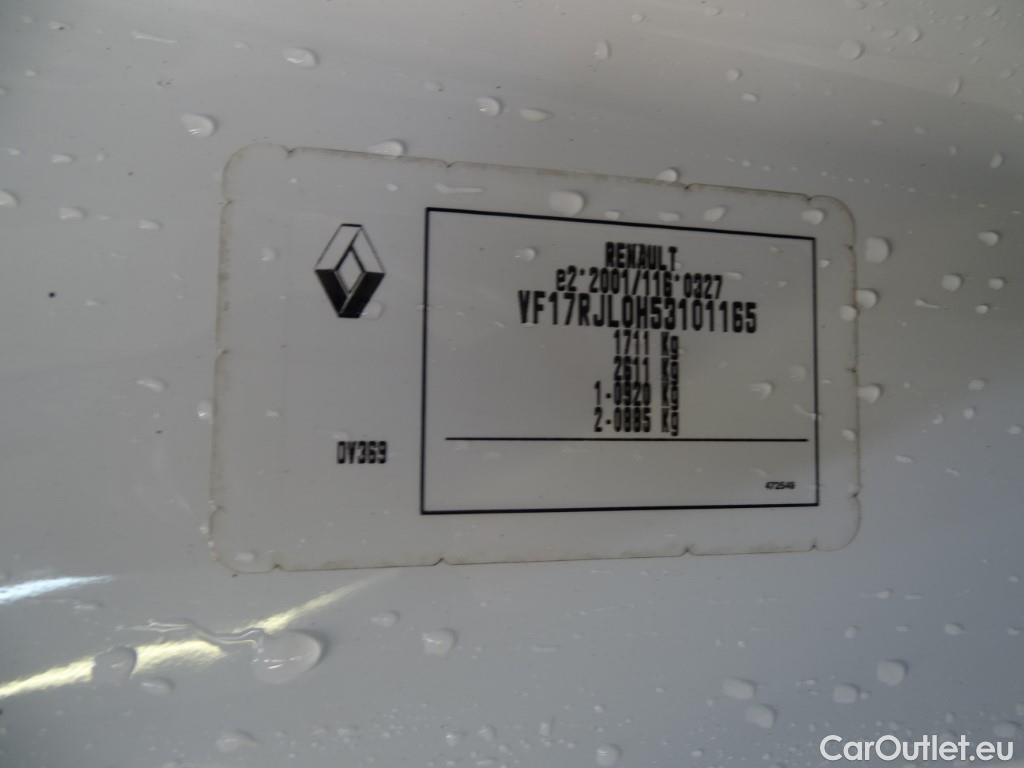 RENAULT
e2*2001/116*0327
VF17RJL0H53101165
1711 Kg
2611 Kg
1-0920 Kg
2-0885 Kg
DV369
472549
CarOutlet.eu